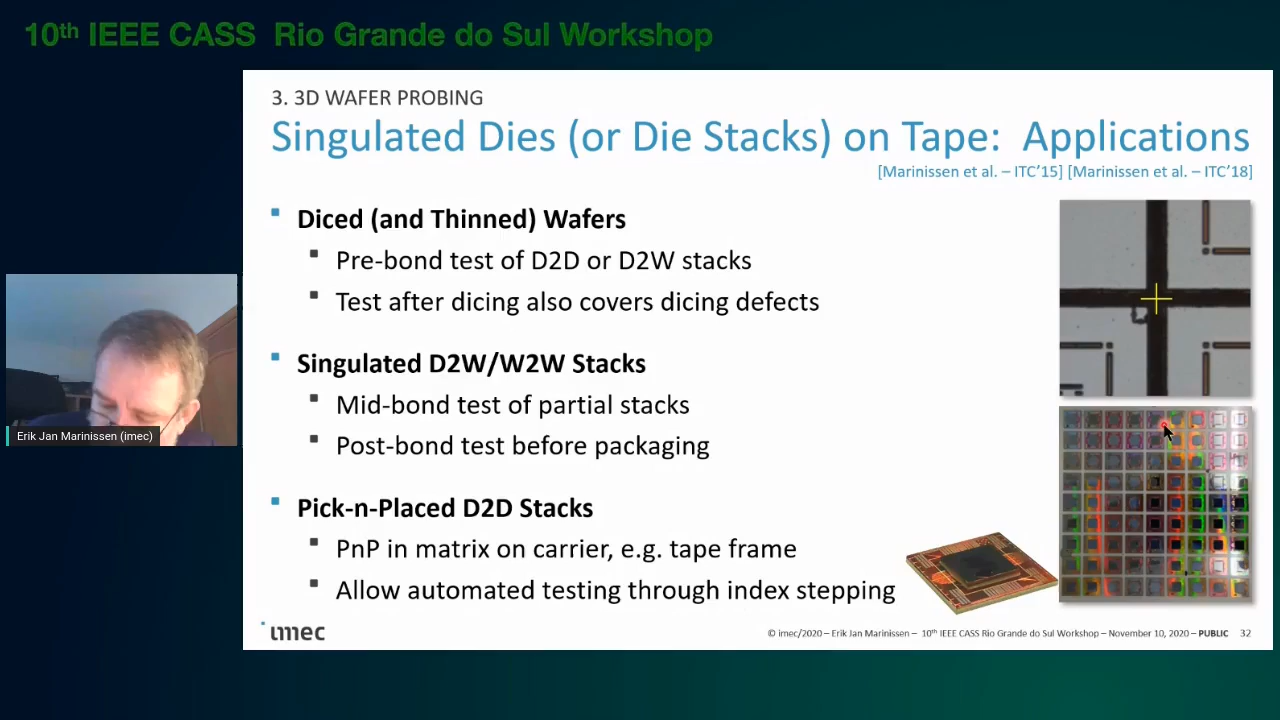 10th IEEE CASS Rio Grande do Sul Workshop
3. 3D WAFER PROBING
Singulated Dies (or Die Stacks) on Tape: Applications
[Marinissen et al. – ITC’15] [Marinissen et al. – ITC’18]
Diced (and Thinned) Wafers
Pre-bond test of D2D or D2W stacks
Test after dicing also covers dicing defects
Singulated D2W/W2W Stacks
Mid-bond test of partial stacks
Post-bond test before packaging
Pick-n-Placed D2D Stacks
PnP in matrix on carrier, e.g. tape frame
Allow automated testing through index stepping
Erik Jan Marinissen (imec)
imec
© imec/2020 – Erik Jan Marinissen – 10th IEEE CASS Rio Grande do Sul Workshop – November 10, 2020 – PUBLIC 32